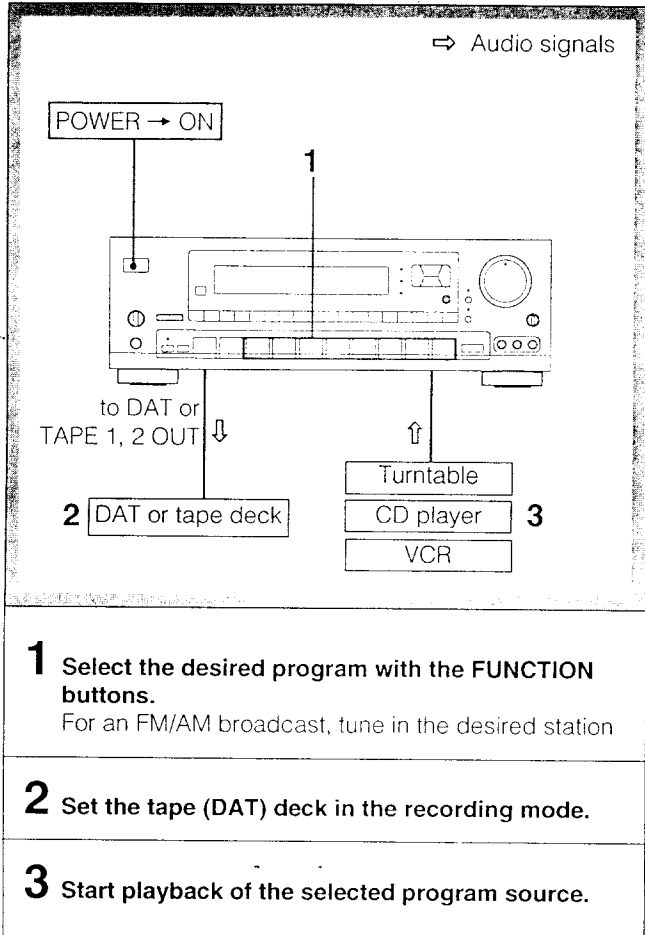 ⇨ Audio signals
POWER → ON
1
to DAT or
TAPE 1, 2 OUT ⇩ ⇧
Turntable
2 DAT or tape deck
CD player 3
VCR
1 Select the desired program with the FUNCTION
buttons.
For an FM/AM broadcast, tune in the desired station
2 Set the tape (DAT) deck in the recording mode.
3 Start playback of the selected program source.